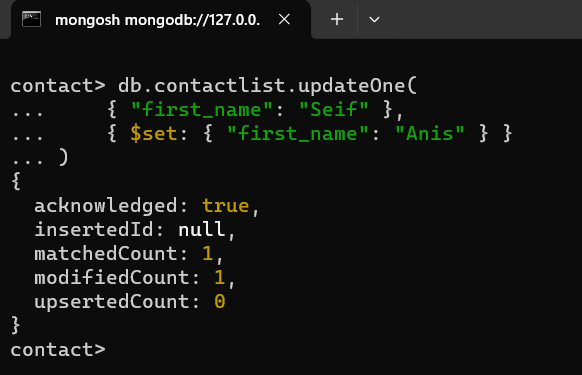 mongosh mongodb://127.0.0.
contact> db.contactlist.updateOne(
...     { "first_name": "Seif" },
...     { $set: { "first_name": "Anis" } }
... )
{
  acknowledged: true,
  insertedId: null,
  matchedCount: 1,
  modifiedCount: 1,
  upsertedCount: 0
}
contact>